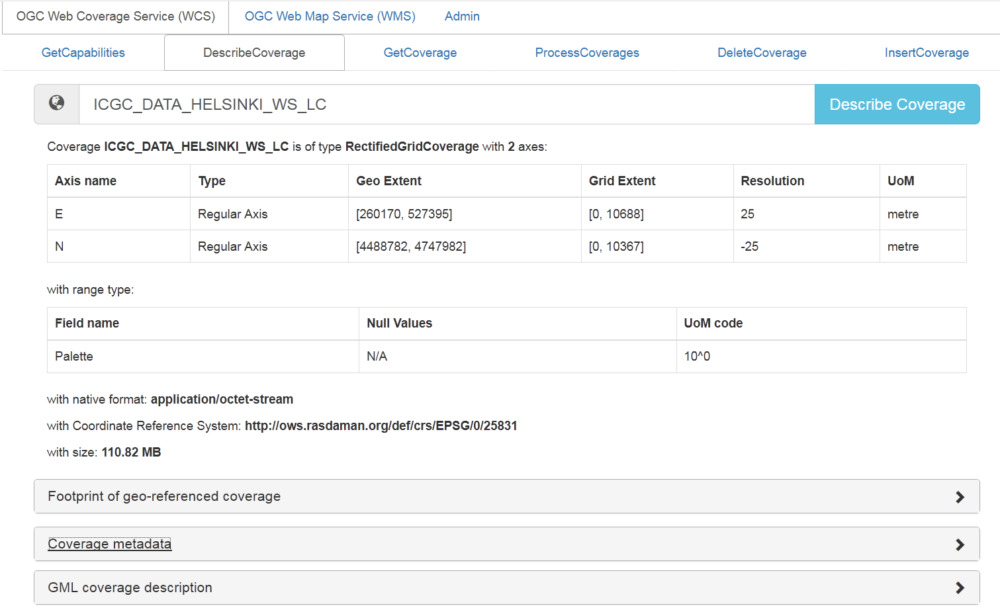 OGC Web Coverage Service (WCS) OGC Web Map Service (WMS) Admin
GetCapabilities DescribeCoverage GetCoverage ProcessCoverages DeleteCoverage InsertCoverage
ICGC_DATA_HELSINKI_WS_LC Describe Coverage
Coverage ICGC_DATA_HELSINKI_WS_LC is of type RectifiedGridCoverage with 2 axes:
Axis name Type Geo Extent Grid Extent Resolution UoM
E Regular Axis [260170, 527395] [0, 10688] 25 metre
N Regular Axis [4488782, 4747982] [0, 10367] -25 metre
with range type:
Field name Null Values UoM code
Palette N/A 10^0
with native format: application/octet-stream
with Coordinate Reference System: http://ows.rasdaman.org/def/crs/EPSG/0/25831
with size: 110.82 MB
Footprint of geo-referenced coverage
Coverage metadata
GML coverage description